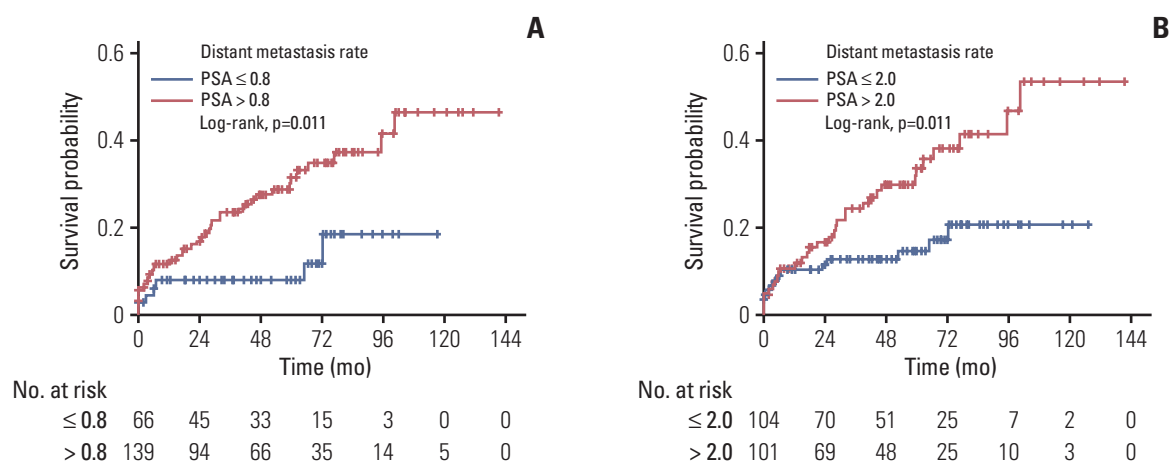 A
0.6
0.4
0.2
0
Survival probability
Distant metastasis rate
PSA ≤ 0.8
PSA > 0.8
Log-rank, p=0.011
0 24 48 72 96 120 144
Time (mo)
No. at risk
≤ 0.8 66 45 33 15 3 0 0
> 0.8 139 94 66 35 14 5 0
B
0.6
0.4
0.2
0
Survival probability
Distant metastasis rate
PSA ≤ 2.0
PSA > 2.0
Log-rank, p=0.011
0 24 48 72 96 120 144
Time (mo)
No. at risk
≤ 2.0 104 70 51 25 7 2 0
> 2.0 101 69 48 25 10 3 0